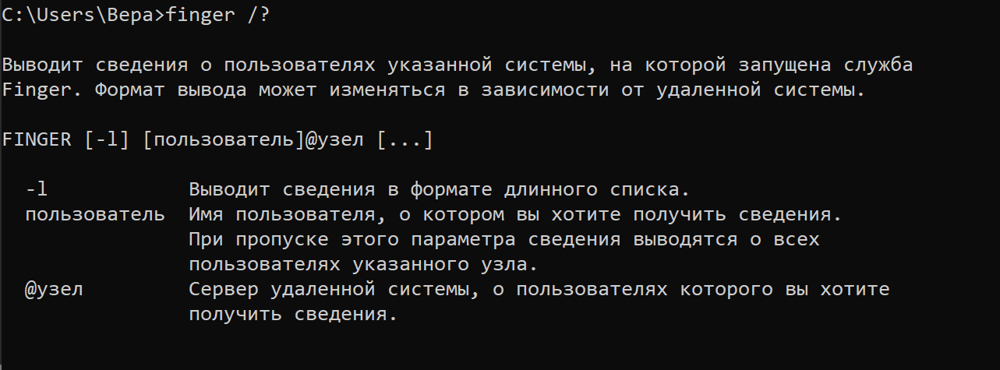 C:\Users\Вера>finger /?
Выводит сведения о пользователях указанной системы, на которой запущена служба
Finger. Формат вывода может изменяться в зависимости от удаленной системы.
FINGER [-l] [пользователь]@узел [...]
-l Выводит сведения в формате длинного списка.
пользователь Имя пользователя, о котором вы хотите получить сведения.
При пропуске этого параметра сведения выводятся о всех
пользователях указанного узла.
@узел Сервер удаленной системы, о пользователях которого вы хотите
получить сведения.